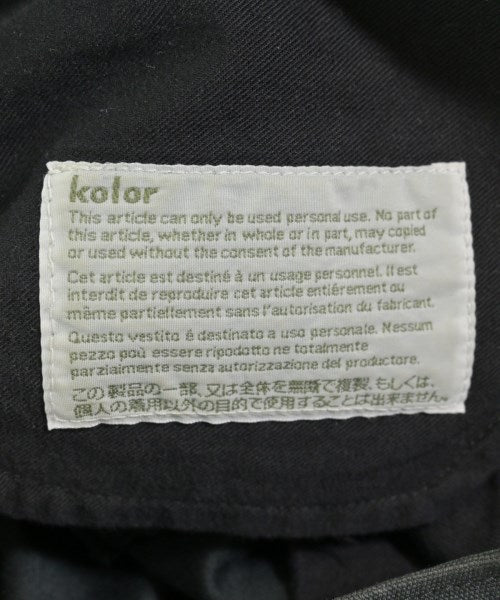 kolor
This article can only be used personal use. No part of
this article, whether in whole or in part, may copied
or used without the consent of the manufacturer.
Cet article est destiné à un usage personnel. Il est
interdit de reproduire cet article entiérement ou
même partiellement sans l'autorisation du fabricant.
Questo vestito é destinato a uso personale. Nessum
pezzo poù essere ripodotto ne totalmente
parzialmente senza autorizzazione del productore.
この製品の一部、又は全体を無断で複製、もしくは、
個人の着用以外の目的で使用することは出来ません。